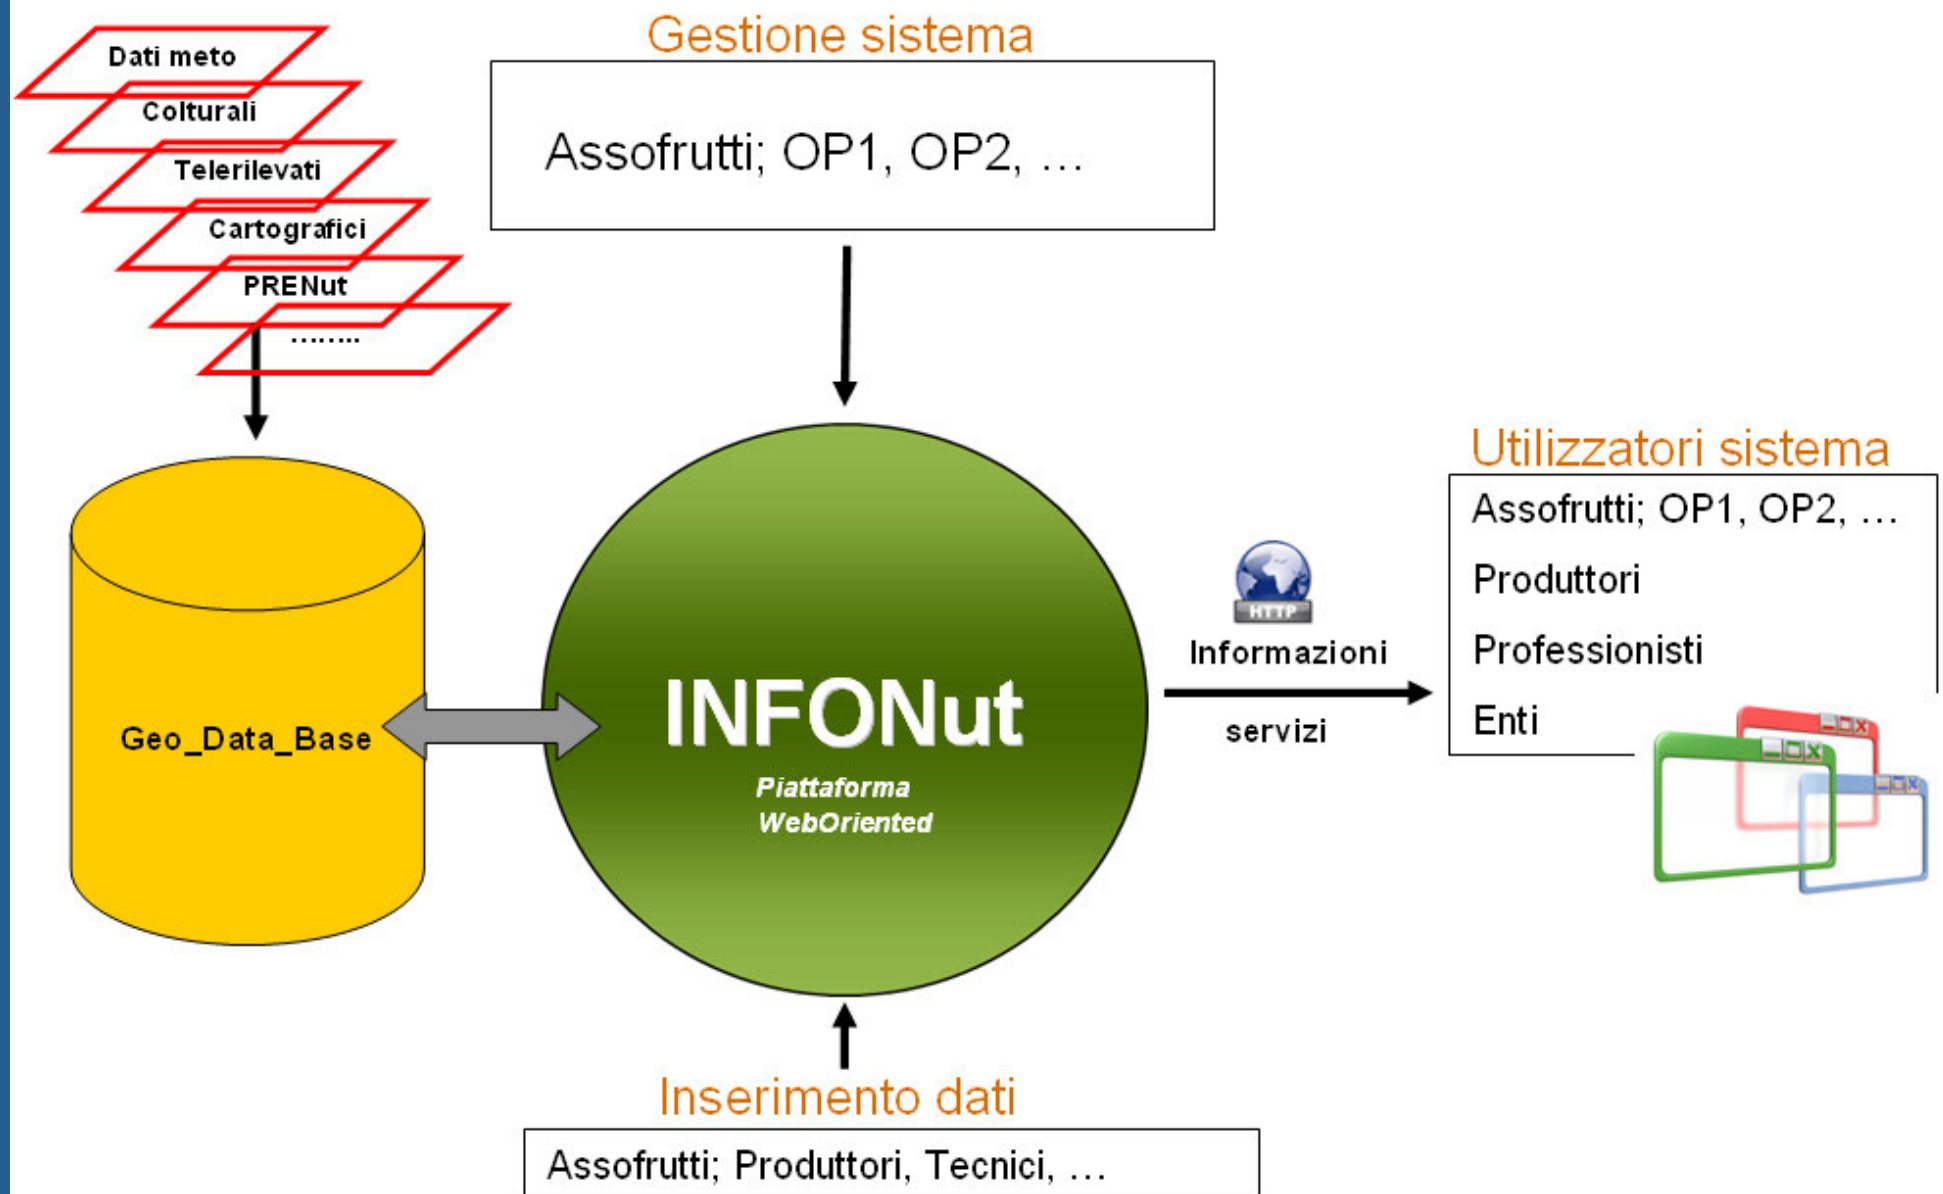 Gestione sistema
Assofrutti; OP1, OP2, ...
Dati meto
Colturali
Telerilevati
Cartografici
PRENut
........
Geo_Data_Base
INFONut
Piattaforma
WebOriented
HTTP
Informazioni
servizi
Utilizzatori sistema
Assofrutti; OP1, OP2, ...
Produttori
Professionisti
Enti
Inserimento dati
Assofrutti; Produttori, Tecnici, ...